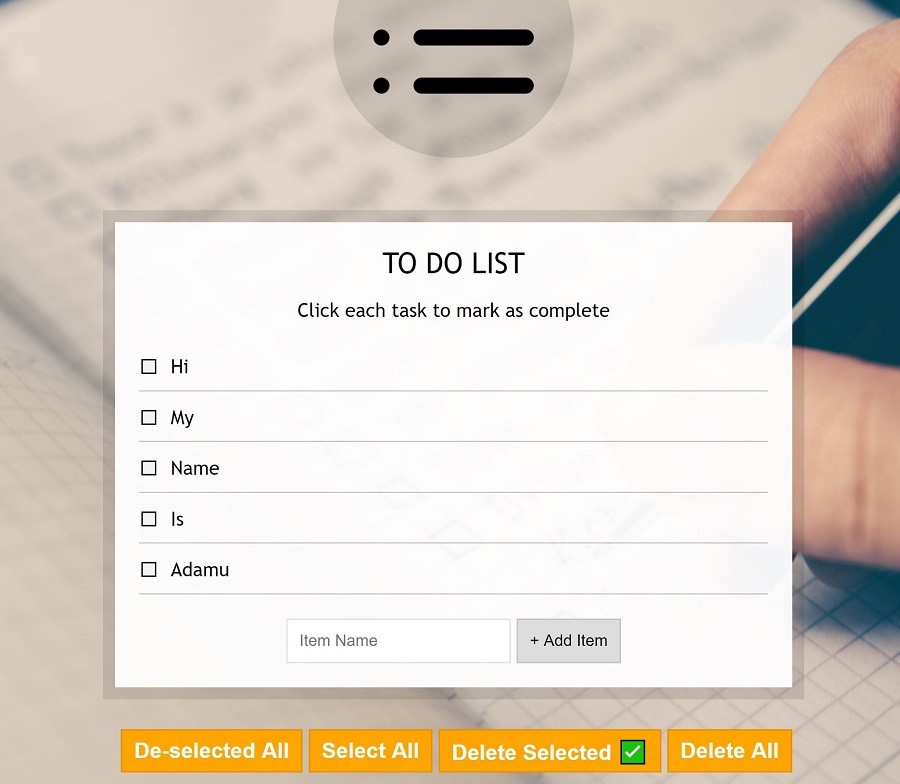 TO DO LIST
Click each task to mark as complete
☐ Hi
☐ My
☐ Name
☐ Is
☐ Adamu
Item Name
+ Add Item
De-selected All
Select All
Delete Selected ✅
Delete All